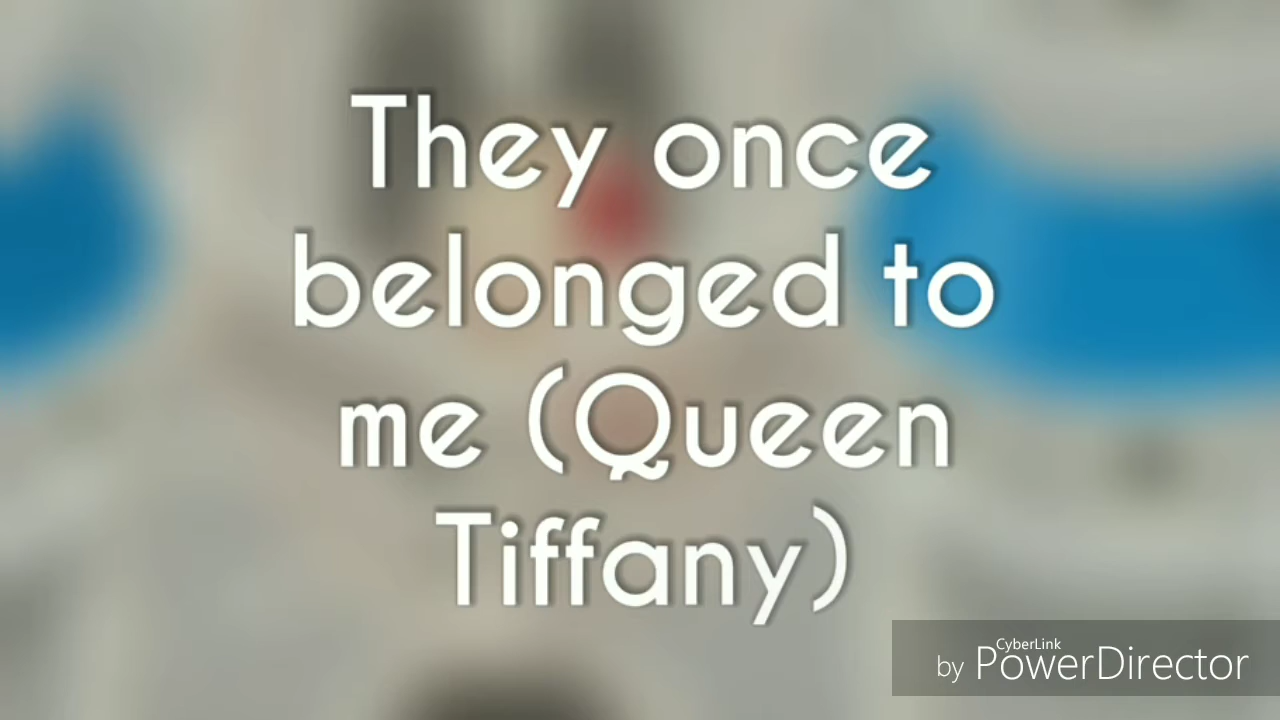 They once
belonged to
me (Queen
Tiffany)
CyberLink
by PowerDirector